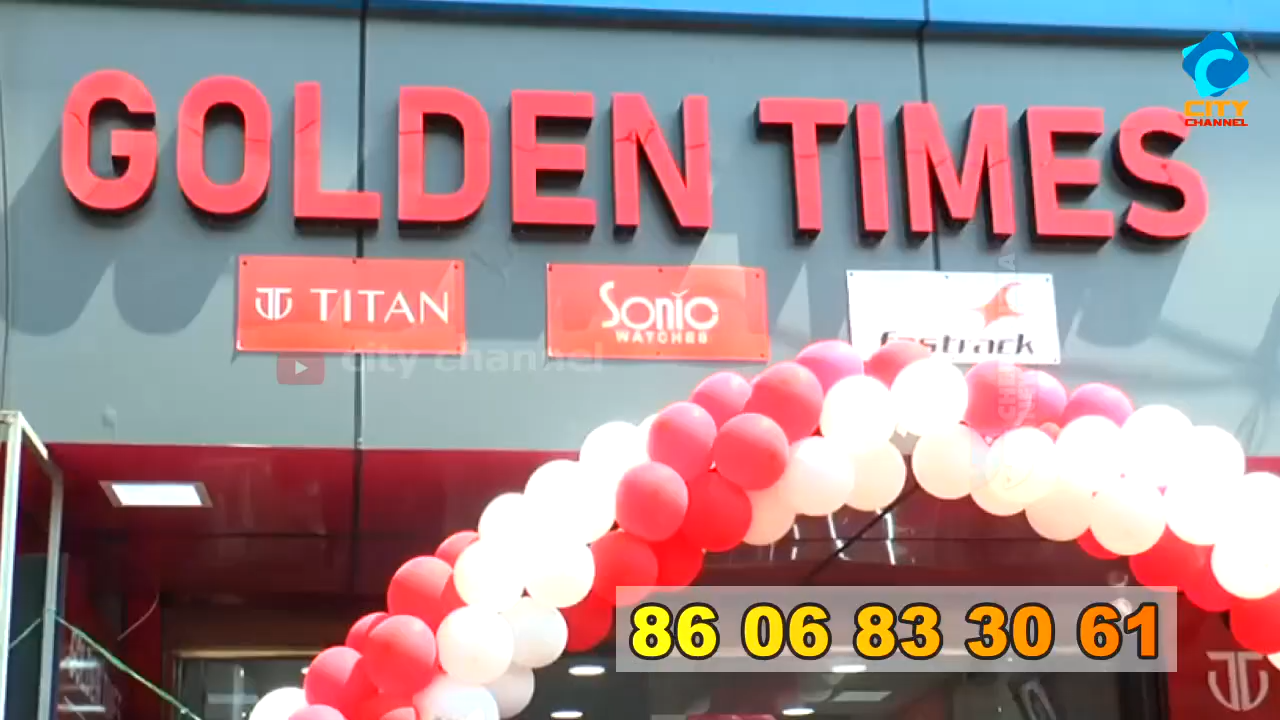 GOLDEN TIMES
CITY
CHANNEL
TITAN
SONIC
WATCHES
fastrack
city channel
86 06 83 30 61